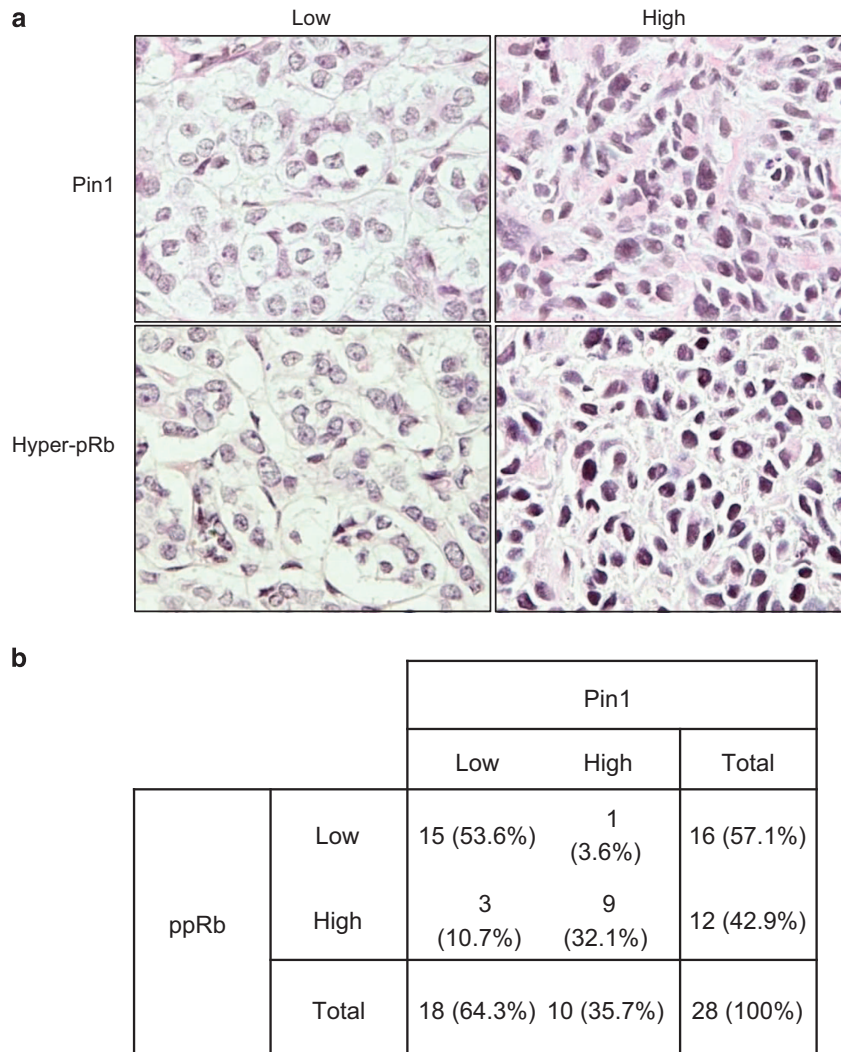 a
Low High
Pin1
Hyper-pRb
b
Pin1
Low High Total
Low 15 (53.6%) 1 (3.6%) 16 (57.1%)
ppRb High 3 (10.7%) 9 (32.1%) 12 (42.9%)
Total 18 (64.3%) 10 (35.7%) 28 (100%)